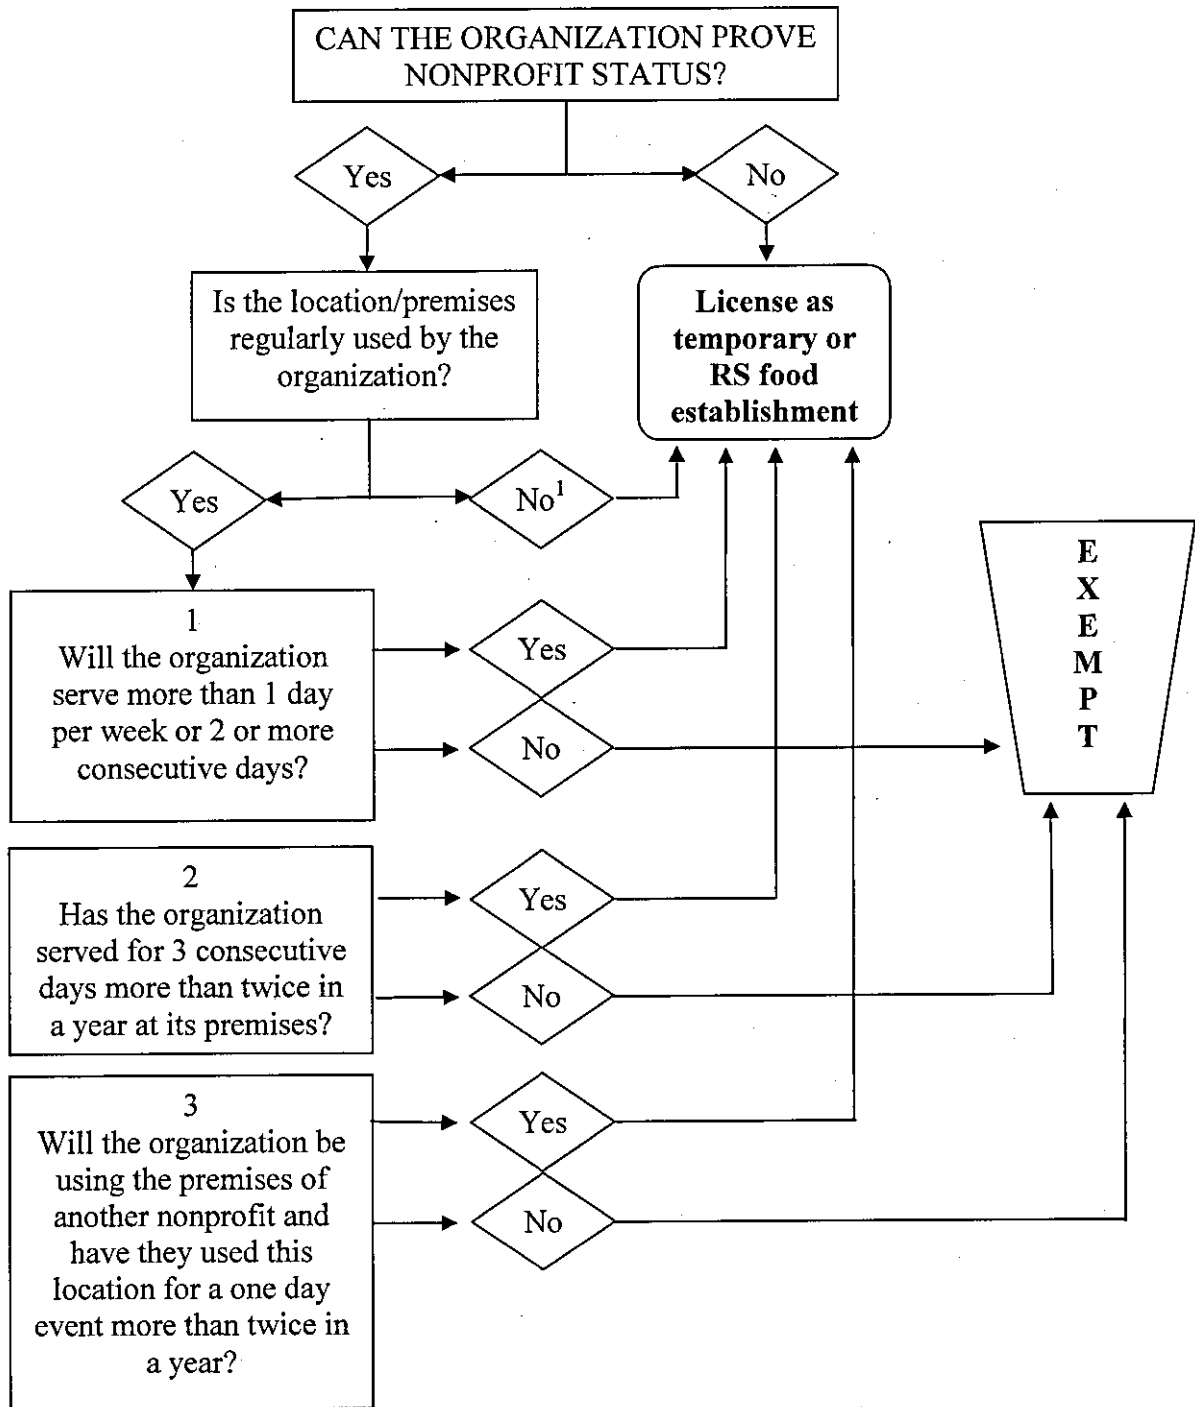 CAN THE ORGANIZATION PROVE
NONPROFIT STATUS?
Yes
No
Is the location/premises
regularly used by the
organization?
License as
temporary or
RS food
establishment
Yes
No¹
1
Will the organization
serve more than 1 day
per week or 2 or more
consecutive days?
Yes
No
E
X
E
M
P
T
2
Has the organization
served for 3 consecutive
days more than twice in
a year at its premises?
Yes
No
3
Will the organization be
using the premises of
another nonprofit and
have they used this
location for a one day
event more than twice in
a year?
Yes
No